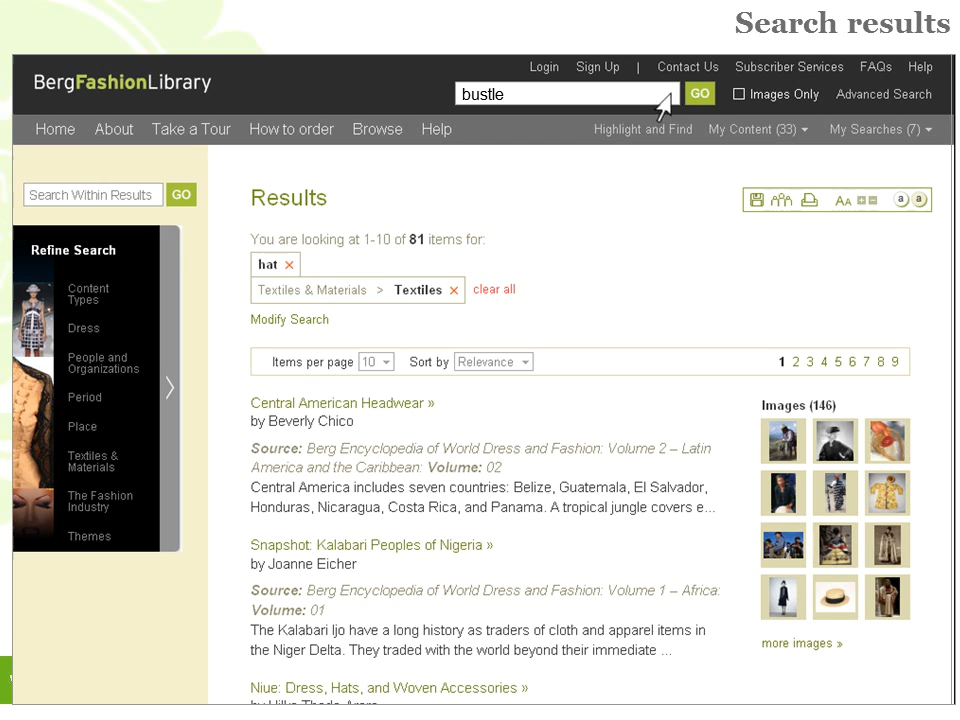 Search results
Login Sign Up | Contact Us Subscriber Services FAQs Help
BergFashionLibrary
bustle GO Images Only Advanced Search
Home About Take a Tour How to order Browse Help Highlight and Find My Content (33) My Searches (7)
Search Within Results GO
Refine Search
Content
Types
Dress
People and
Organizations
Period
Place
Textiles &
Materials
The Fashion
Industry
Themes
Results
AA a a
You are looking at 1-10 of 81 items for:
hat ×
Textiles & Materials > Textiles × clear all
Modify Search
Items per page 10 Sort by Relevance 1 2 3 4 5 6 7 8 9
Central American Headwear »
by Beverly Chico
Source: Berg Encyclopedia of World Dress and Fashion: Volume 2 – Latin
America and the Caribbean: Volume: 02
Central America includes seven countries: Belize, Guatemala, El Salvador,
Honduras, Nicaragua, Costa Rica, and Panama. A tropical jungle covers e...
Snapshot: Kalabari Peoples of Nigeria »
by Joanne Eicher
Source: Berg Encyclopedia of World Dress and Fashion: Volume 1 – Africa:
Volume: 01
The Kalabari Ijo have a long history as traders of cloth and apparel items in
the Niger Delta. They traded with the world beyond their immediate ...
Niue: Dress, Hats, and Woven Accessories »
Images (146)
more images »